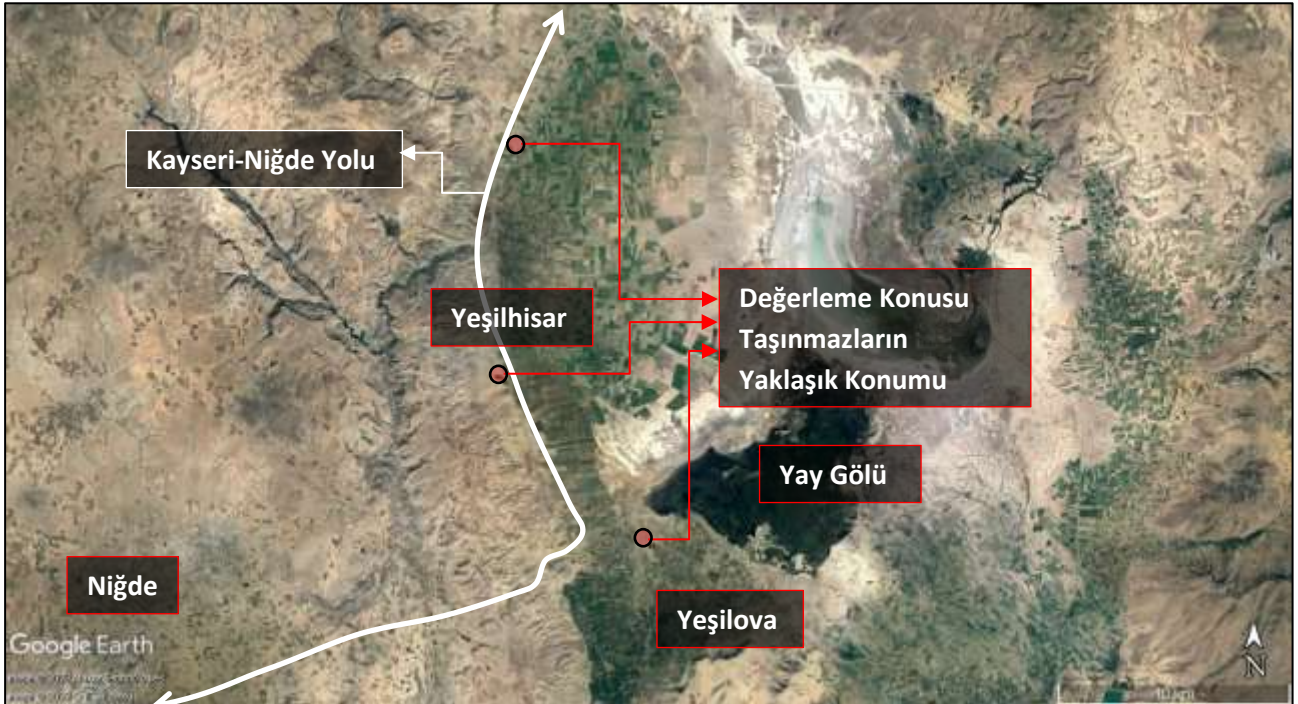 Kayseri-Niğde Yolu
Yeşilhisar
Değerleme Konusu
Taşınmazların
Yaklaşık Konumu
Yay Gölü
Niğde
Yeşilova
Google Earth
N